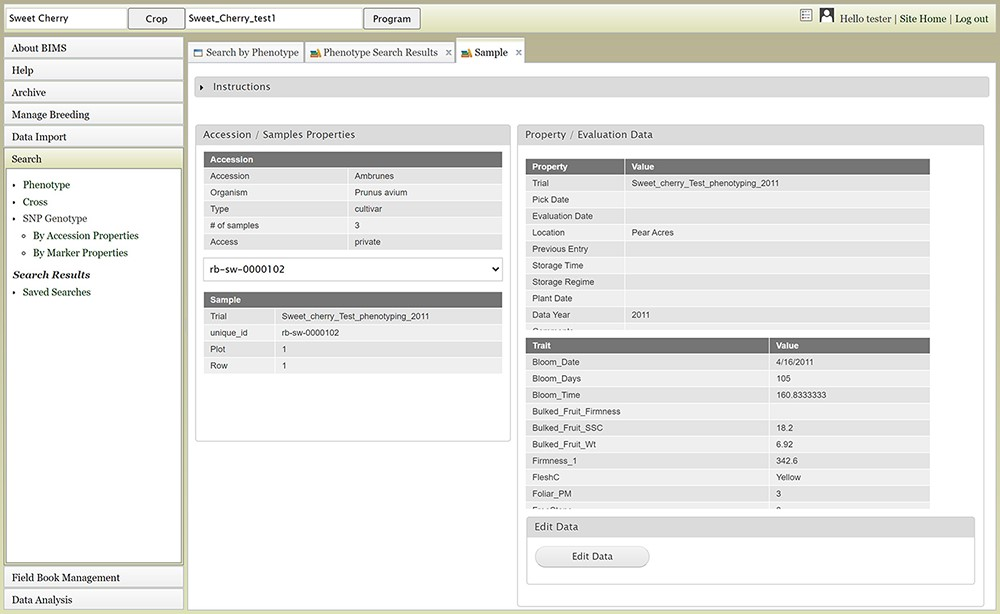 Sweet Cherry Crop Sweet_Cherry_test1 Program Hello tester | Site Home | Log out
About BIMS
Help
Archive
Manage Breeding
Data Import
Search
Phenotype
Cross
SNP Genotype
By Accession Properties
By Marker Properties
Search Results
Saved Searches
Field Book Management
Data Analysis
Search by Phenotype Phenotype Search Results × Sample ×
Instructions
Accession / Samples Properties
Accession
Accession Ambrunes
Organism Prunus avium
Type cultivar
# of samples 3
Access private
rb-sw-0000102
Sample
Trial Sweet_cherry_Test_phenotyping_2011
unique_id rb-sw-0000102
Plot 1
Row 1
Property / Evaluation Data
Property Value
Trial Sweet_cherry_Test_phenotyping_2011
Pick Date
Evaluation Date
Location Pear Acres
Previous Entry
Storage Time
Storage Regime
Plant Date
Data Year 2011
Trait Value
Bloom_Date 4/16/2011
Bloom_Days 105
Bloom_Time 160.8333333
Bulked_Fruit_Firmness
Bulked_Fruit_SSC 18.2
Bulked_Fruit_Wt 6.92
Firmness_1 342.6
FleshC Yellow
Foliar_PM 3
Edit Data
Edit Data